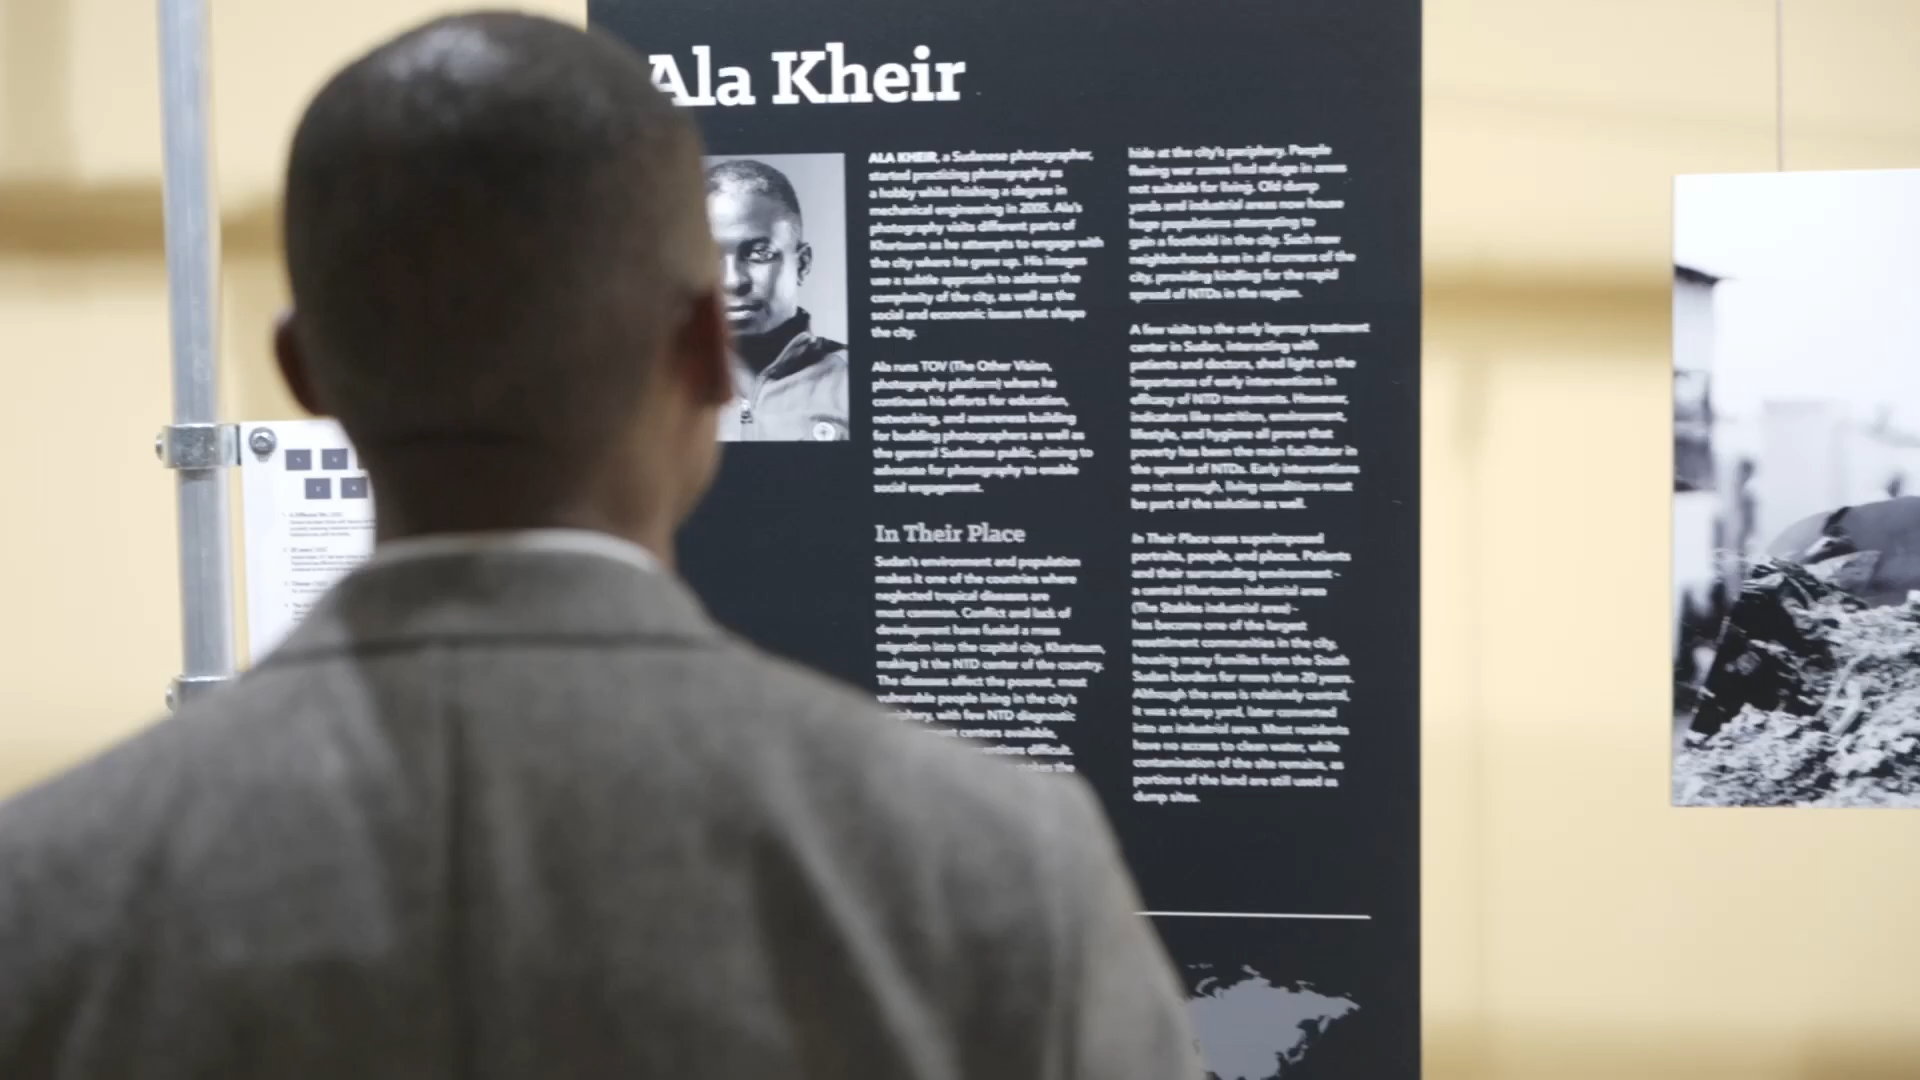 Ala Kheir
ALA KHEIR, a Sudanese photographer,
started practicing photography as
a hobby while finishing a degree in
mechanical engineering in 2005. Ala's
photography visits different parts of
Khartoum as he attempts to engage with
the city where he grew up. His images
use a subtle approach to address the
complexity of the city, as well as the
social and economic issues that shape
the city.
Ala runs TOV (The Other Vision,
photography platform) where he
continues his efforts for education,
networking, and awareness building
for budding photographers as well as
the general Sudanese public, aiming to
advocate for photography to enable
social engagement.
In Their Place
Sudan's environment and population
makes it one of the countries where
neglected tropical diseases are
most common. Conflict and lack of
development have fueled a mass
migration into the capital city, Khartoum,
making it the NTD center of the country.
The diseases affect the poorest, most
vulnerable people living in the city's
with few NTD diagnostic
centers available,
difficult.
the
hide at the city's periphery. People
fleeing war zones find refuge in areas
not suitable for living. Old dump
yards and industrial areas now house
huge populations attempting to
gain a foothold in the city. Such new
neighborhoods are in all corners of the
city, providing kindling for the rapid
spread of NTDs in the region.
A few visits to the only leprosy treatment
center in Sudan, interacting with
patients and doctors, shed light on the
importance of early interventions in
efficacy of NTD treatments. However,
indicators like nutrition, environment,
lifestyle, and hygiene all prove that
poverty has been the main facilitator in
the spread of NTDs. Early interventions
are not enough, living conditions must
be part of the solution as well.
In Their Place uses superimposed
portraits, people, and places. Patients
and their surrounding environment –
a central Khartoum industrial area
(The Stables industrial area) –
has become one of the largest
resettlement communities in the city,
housing many families from the South
Sudan borders for more than 20 years.
Although the area is relatively central,
it was a dump yard, later converted
into an industrial area. Most residents
have no access to clean water, while
contamination of the site remains, as
portions of the land are still used as
dump sites.